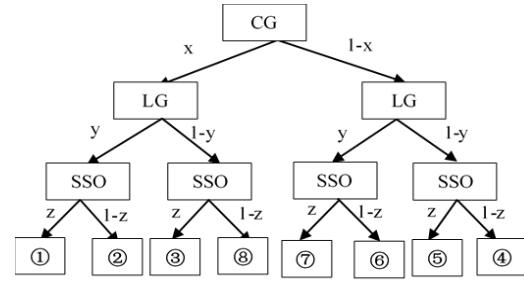 CG
x 1-x
LG LG
y 1-y y 1-y
SSO SSO SSO SSO
z 1-z z 1-z z 1-z z 1-z
① ② ③ ⑧ ⑦ ⑥ ⑤ ④